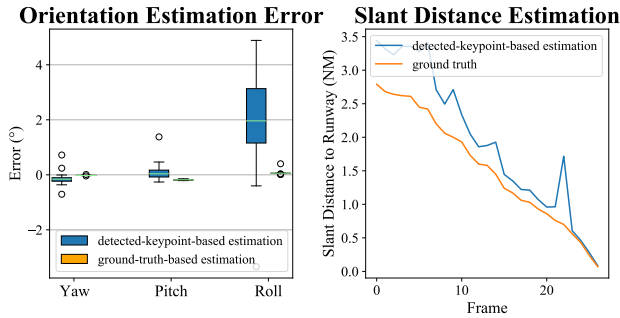 Orientation Estimation Error
Error (°)
4
2
0
−2
detected-keypoint-based estimation
ground-truth-based estimation
Yaw
Pitch
Roll
Slant Distance Estimation
Slant Distance to Runway (NM)
3.5
3.0
2.5
2.0
1.5
1.0
0.5
0.0
detected-keypoint-based estimation
ground truth
0
10
20
Frame